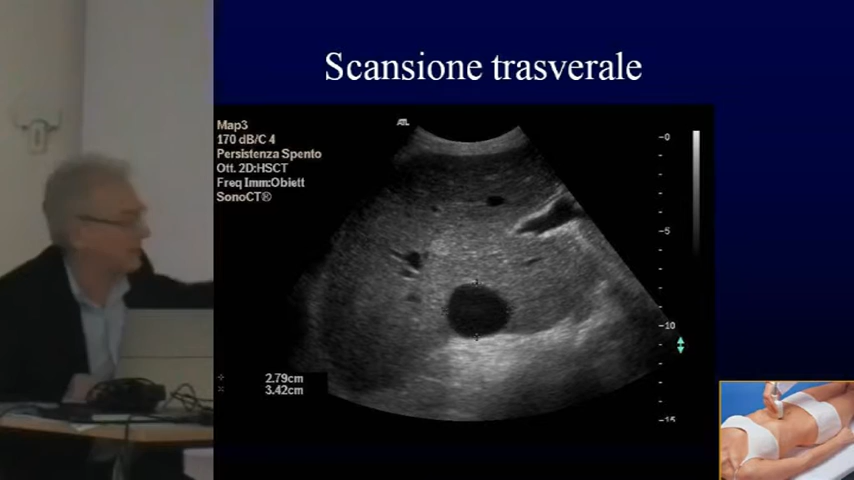 Scansione trasverale
ATL
Map3
170 dB/C 4
Persistenza Spento
Ott. 2D:HSCT
Freq Imm:Obiett
SonoCT®
0
5
10
15
2.79cm
3.42cm